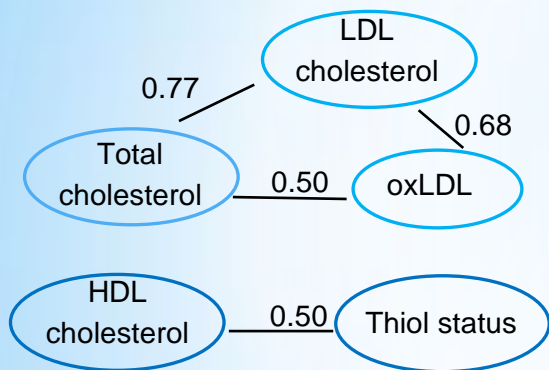 LDL
cholesterol
0.77
0.68
Total
cholesterol
0.50
oxLDL
HDL
cholesterol
0.50
Thiol status